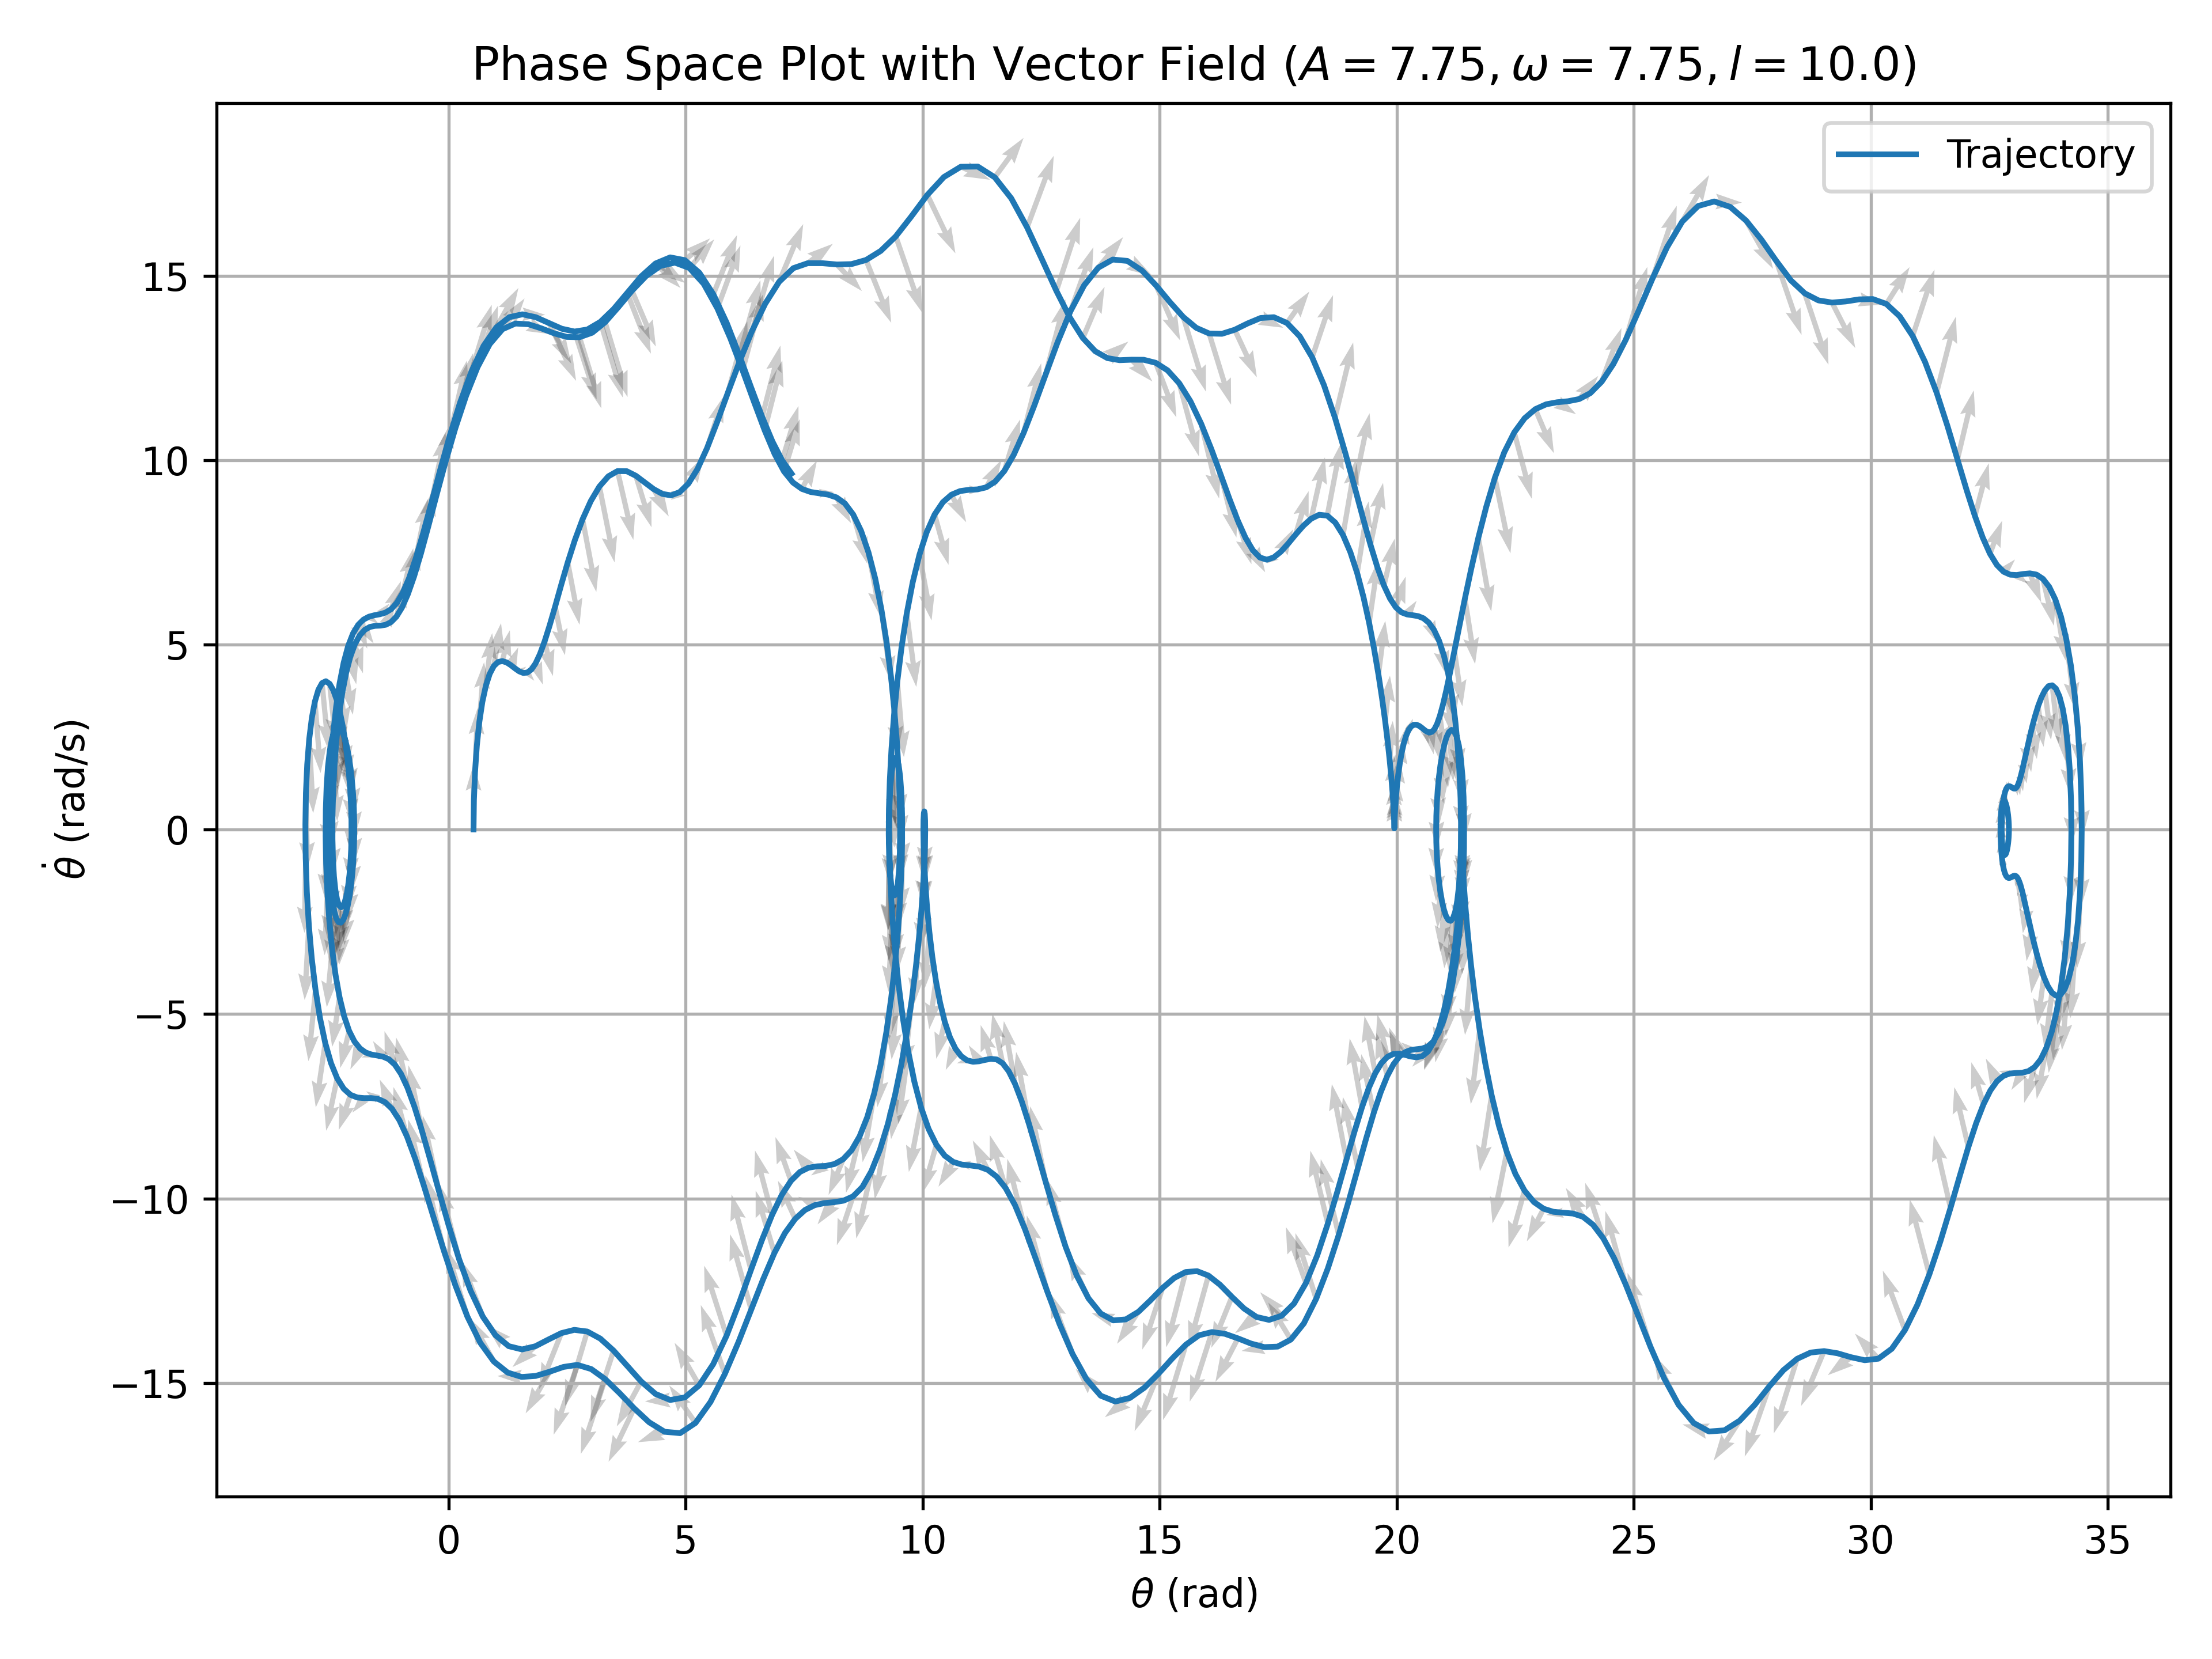 Phase Space Plot with Vector Field (A = 7.75, ω = 7.75, l = 10.0)
Trajectory
15
10
5
0
−5
−10
−15
θ̇ (rad/s)
0 5 10 15 20 25 30 35
θ (rad)